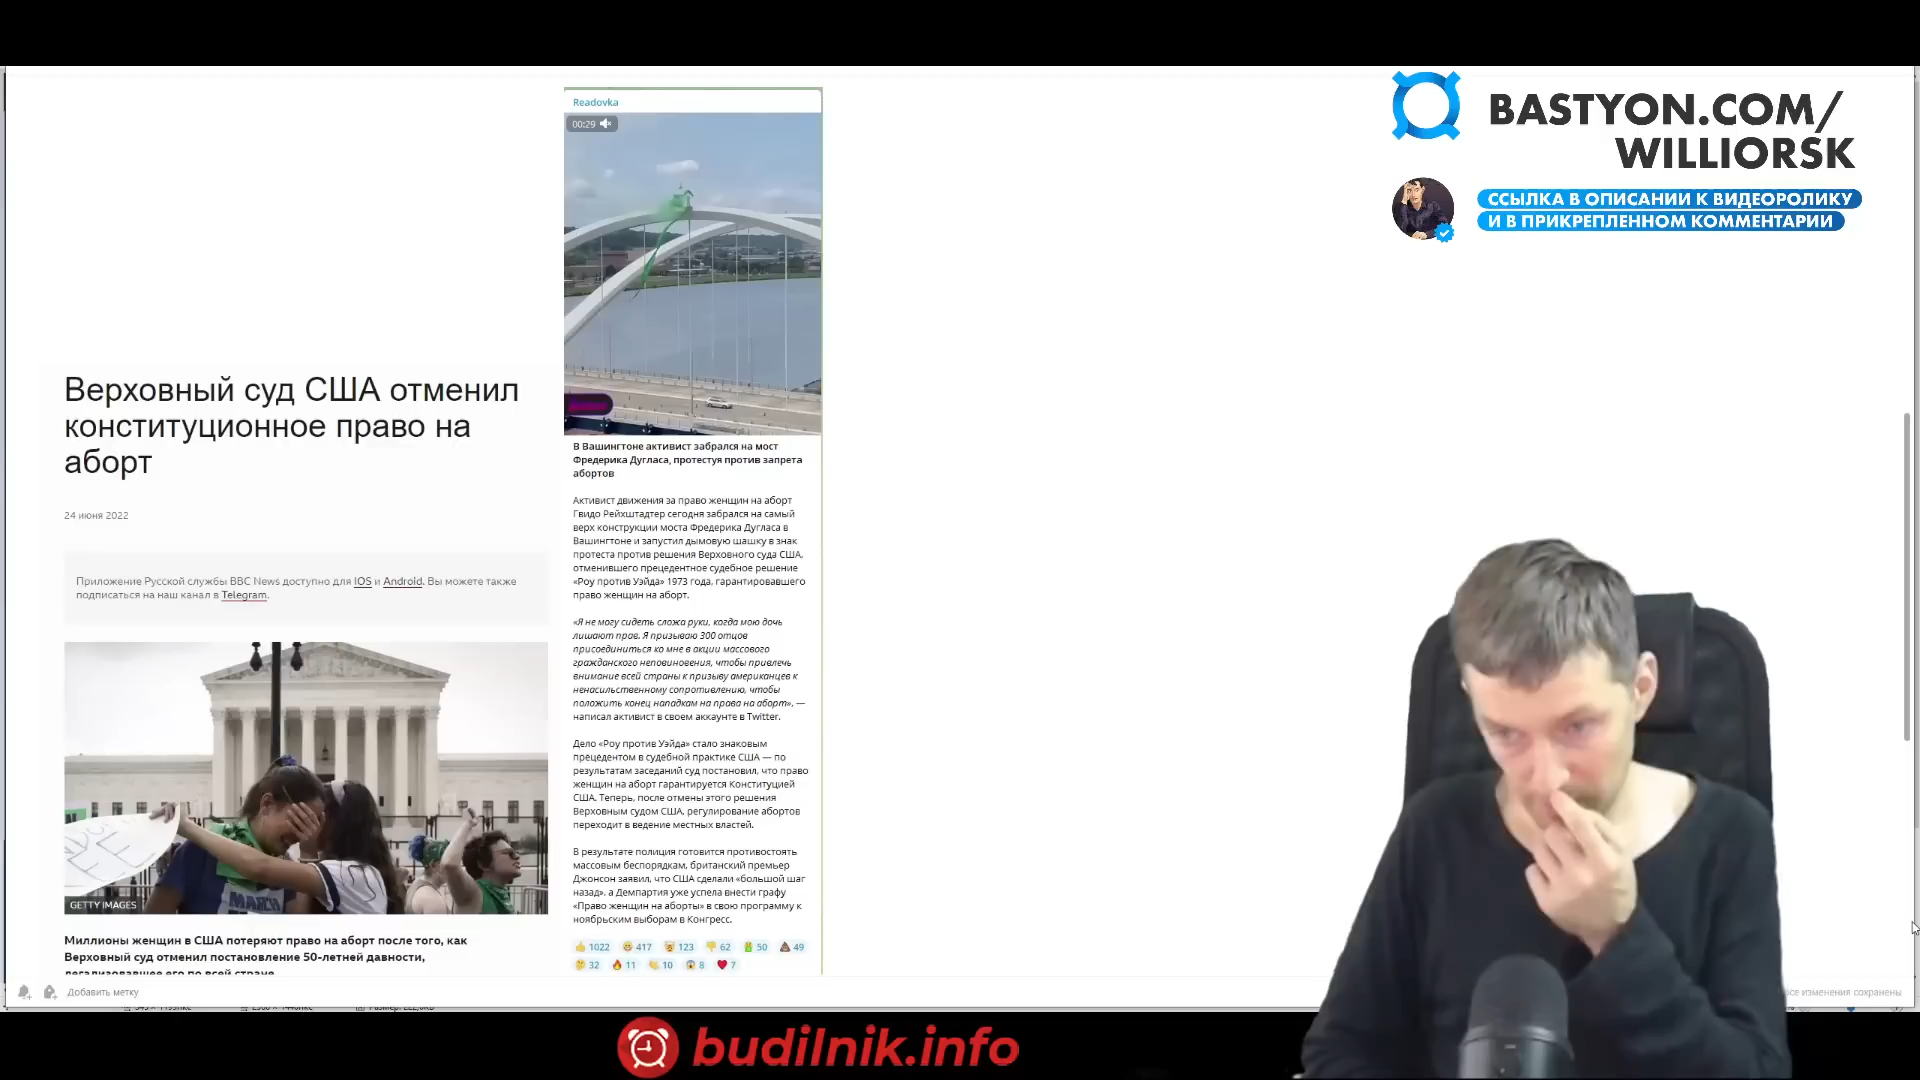 Верховный суд США отменил
конституционное право на
аборт
24 июня 2022
Приложение Русской службы BBC News доступно для IOS и Android. Вы можете также
подписаться на наш канал в Telegram.
GETTY IMAGES
Миллионы женщин в США потеряют право на аборт после того, как
Верховный суд отменил постановление 50-летней давности,
легализовавшее его по всей стране
Добавить метку
Readovka
00:29
В Вашингтоне активист забрался на мост
Фредерика Дугласа, протестуя против запрета
абортов
Активист движения за право женщин на аборт
Гвидо Рейхштадтер сегодня забрался на самый
верх конструкции моста Фредерика Дугласа в
Вашингтоне и запустил дымовую шашку в знак
протеста против решения Верховного суда США,
отменившего прецедентное судебное решение
«Роу против Уэйда» 1973 года, гарантировавшего
право женщин на аборт.
«Я не могу сидеть сложа руки, когда мою дочь
лишают прав. Я призываю 300 отцов
присоединиться ко мне в акции массового
гражданского неповиновения, чтобы привлечь
внимание всей страны к призыву американцев к
ненасильственному сопротивлению, чтобы
положить конец нападкам на права на аборт», —
написал активист в своем аккаунте в Twitter.
Дело «Роу против Уэйда» стало знаковым
прецедентом в судебной практике США — по
результатам заседаний суд постановил, что право
женщин на аборт гарантируется Конституцией
США. Теперь, после отмены этого решения
Верховным судом США, регулирование абортов
переходит в ведение местных властей.
В результате полиция готовится противостоять
массовым беспорядкам, британский премьер
Джонсон заявил, что США сделали «большой шаг
назад», а Демпартия уже успела внести графу
«Право женщин на аборты» в свою программу к
ноябрьским выборам в Конгресс.
1022 417 123 62 50 49
32 11 10 8 7
BASTYON.COM/
WILLIORSK
ССЫЛКА В ОПИСАНИИ К ВИДЕОРОЛИКУ
И В ПРИКРЕПЛЕННОМ КОММЕНТАРИИ
все изменения сохранены
budilnik.info